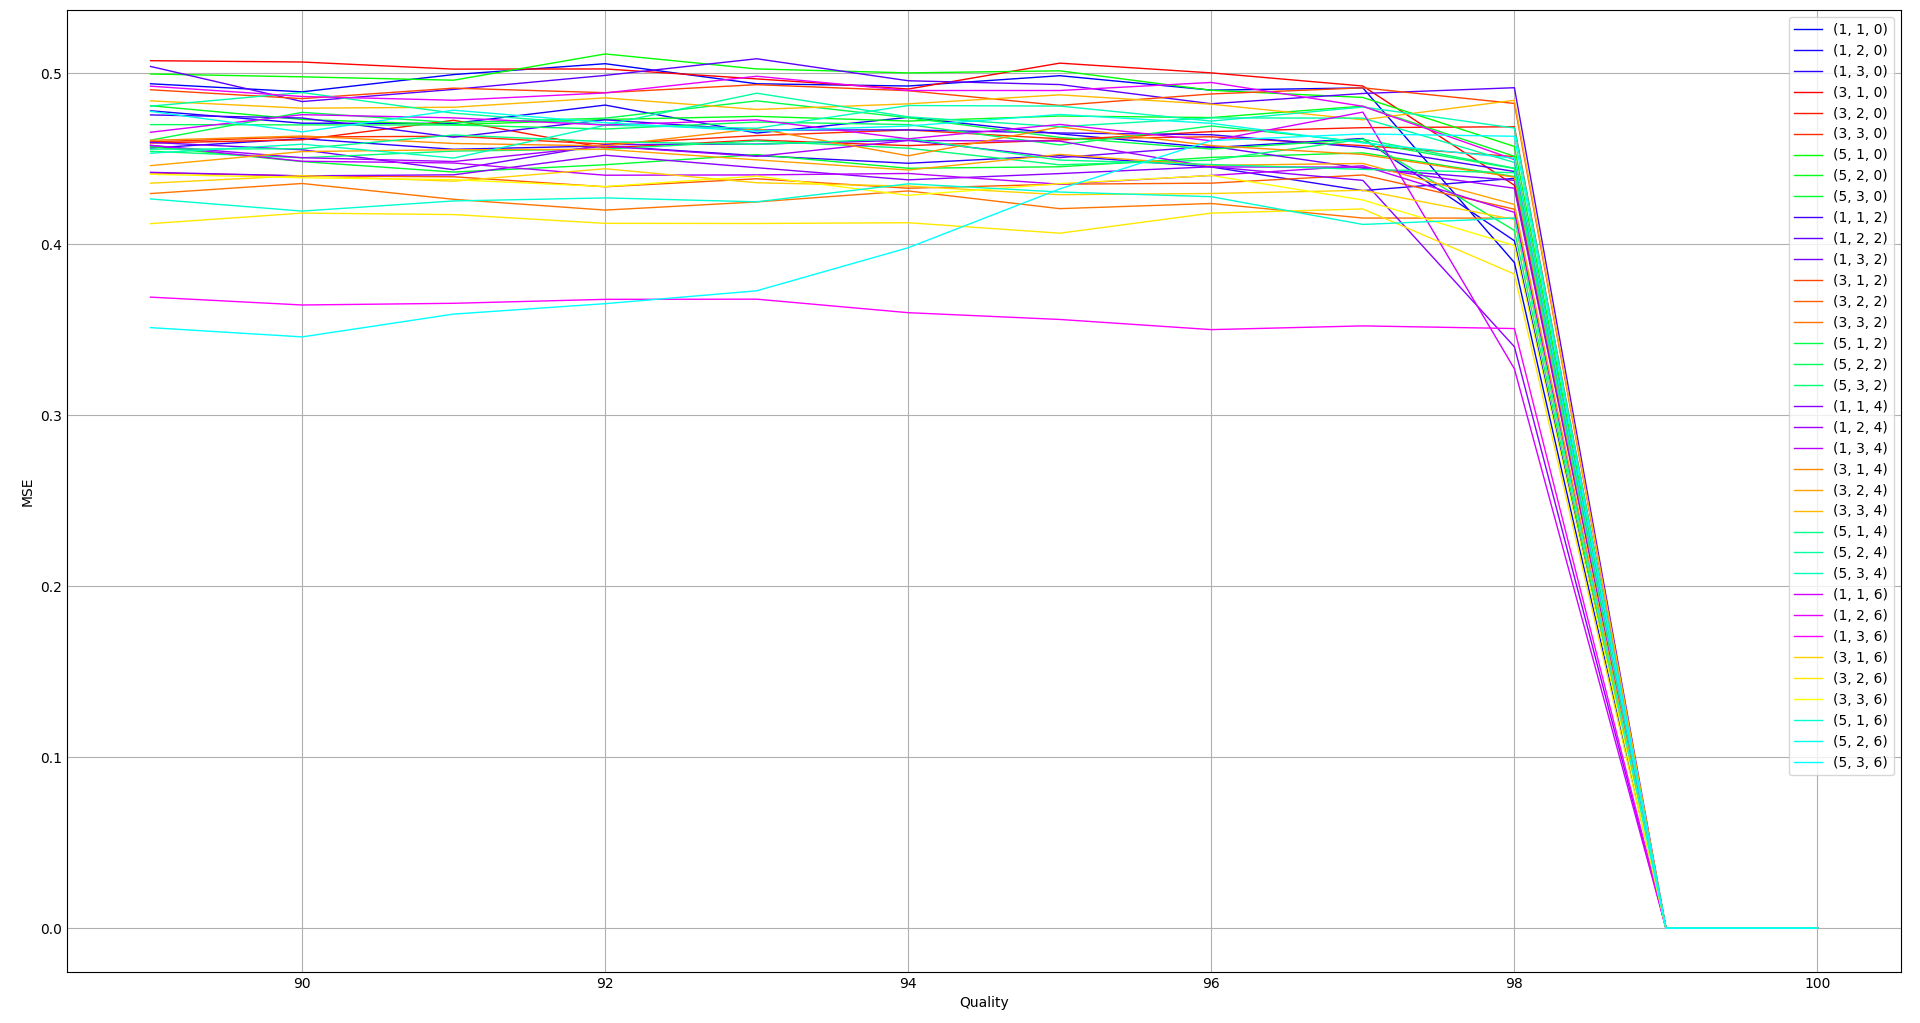 0.5
0.4
0.3
0.2
0.1
0.0
MSE
90 92 94 96 98 100
Quality
(1, 1, 0)
(1, 2, 0)
(1, 3, 0)
(3, 1, 0)
(3, 2, 0)
(3, 3, 0)
(5, 1, 0)
(5, 2, 0)
(5, 3, 0)
(1, 1, 2)
(1, 2, 2)
(1, 3, 2)
(3, 1, 2)
(3, 2, 2)
(3, 3, 2)
(5, 1, 2)
(5, 2, 2)
(5, 3, 2)
(1, 1, 4)
(1, 2, 4)
(1, 3, 4)
(3, 1, 4)
(3, 2, 4)
(3, 3, 4)
(5, 1, 4)
(5, 2, 4)
(5, 3, 4)
(1, 1, 6)
(1, 2, 6)
(1, 3, 6)
(3, 1, 6)
(3, 2, 6)
(3, 3, 6)
(5, 1, 6)
(5, 2, 6)
(5, 3, 6)